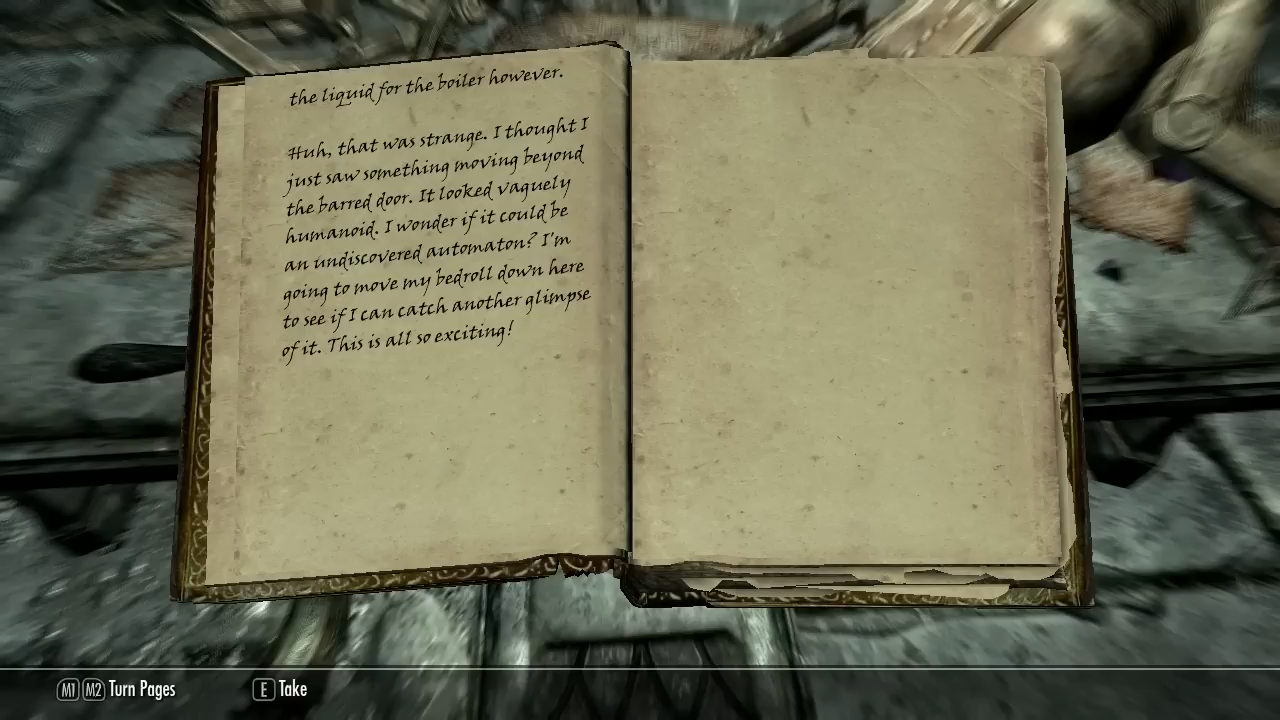 the liquid for the boiler however.
Huh, that was strange. I thought I
just saw something moving beyond
the barred door. It looked vaguely
humanoid. I wonder if it could be
an undiscovered automaton? I'm
going to move my bedroll down here
to see if I can catch another glimpse
of it. This is all so exciting!
M1 M2 Turn Pages
E Take